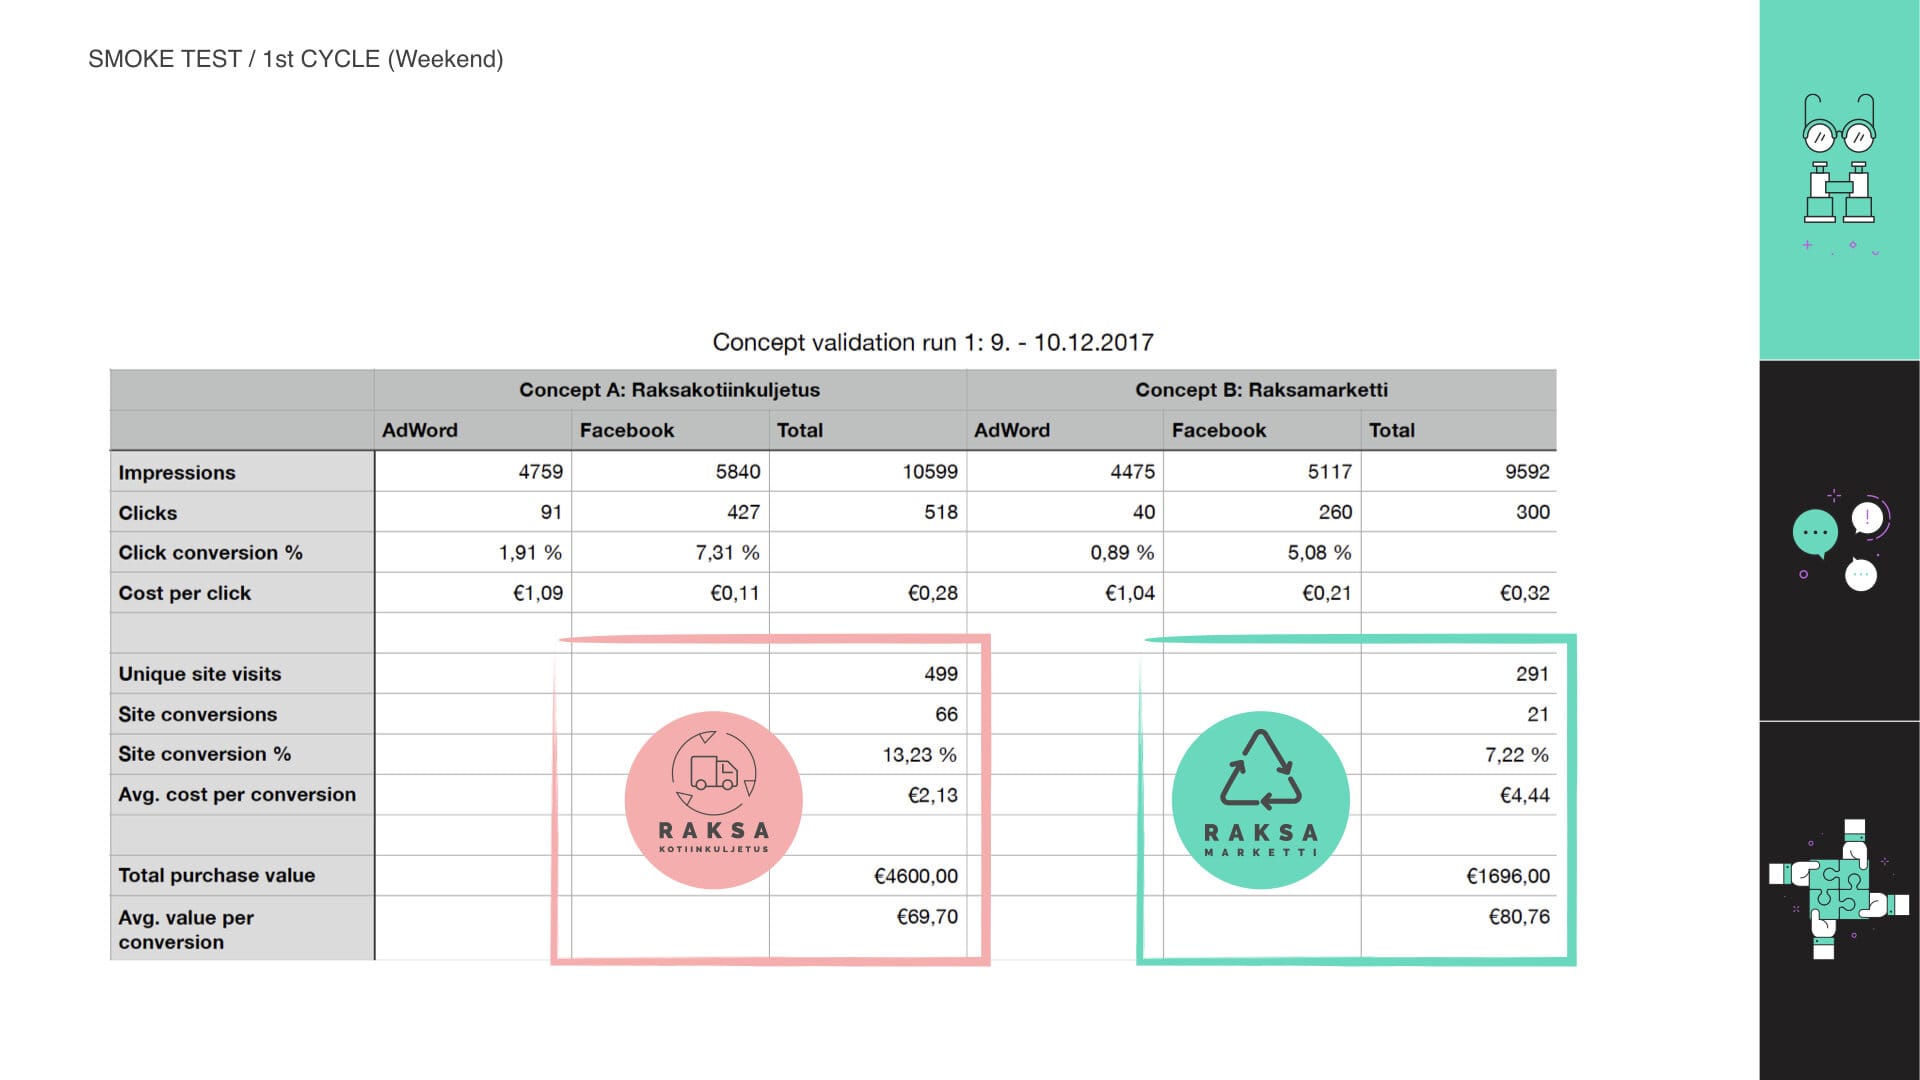 SMOKE TEST / 1st CYCLE (Weekend)
Concept validation run 1: 9. - 10.12.2017
Concept A: Raksakotiinkuljetus Concept B: Raksamarketti
AdWord Facebook Total AdWord Facebook Total
Impressions 4759 5840 10599 4475 5117 9592
Clicks 91 427 518 40 260 300
Click conversion % 1,91 % 7,31 % 0,89 % 5,08 %
Cost per click €1,09 €0,11 €0,28 €1,04 €0,21 €0,32
Unique site visits 499 291
Site conversions 66 21
Site conversion % 13,23 % 7,22 %
Avg. cost per conversion €2,13 €4,44
RAKSA
KOTIINKULJETUS
RAKSA
MARKETTI
Total purchase value €4600,00 €1696,00
Avg. value per €69,70 €80,76
conversion